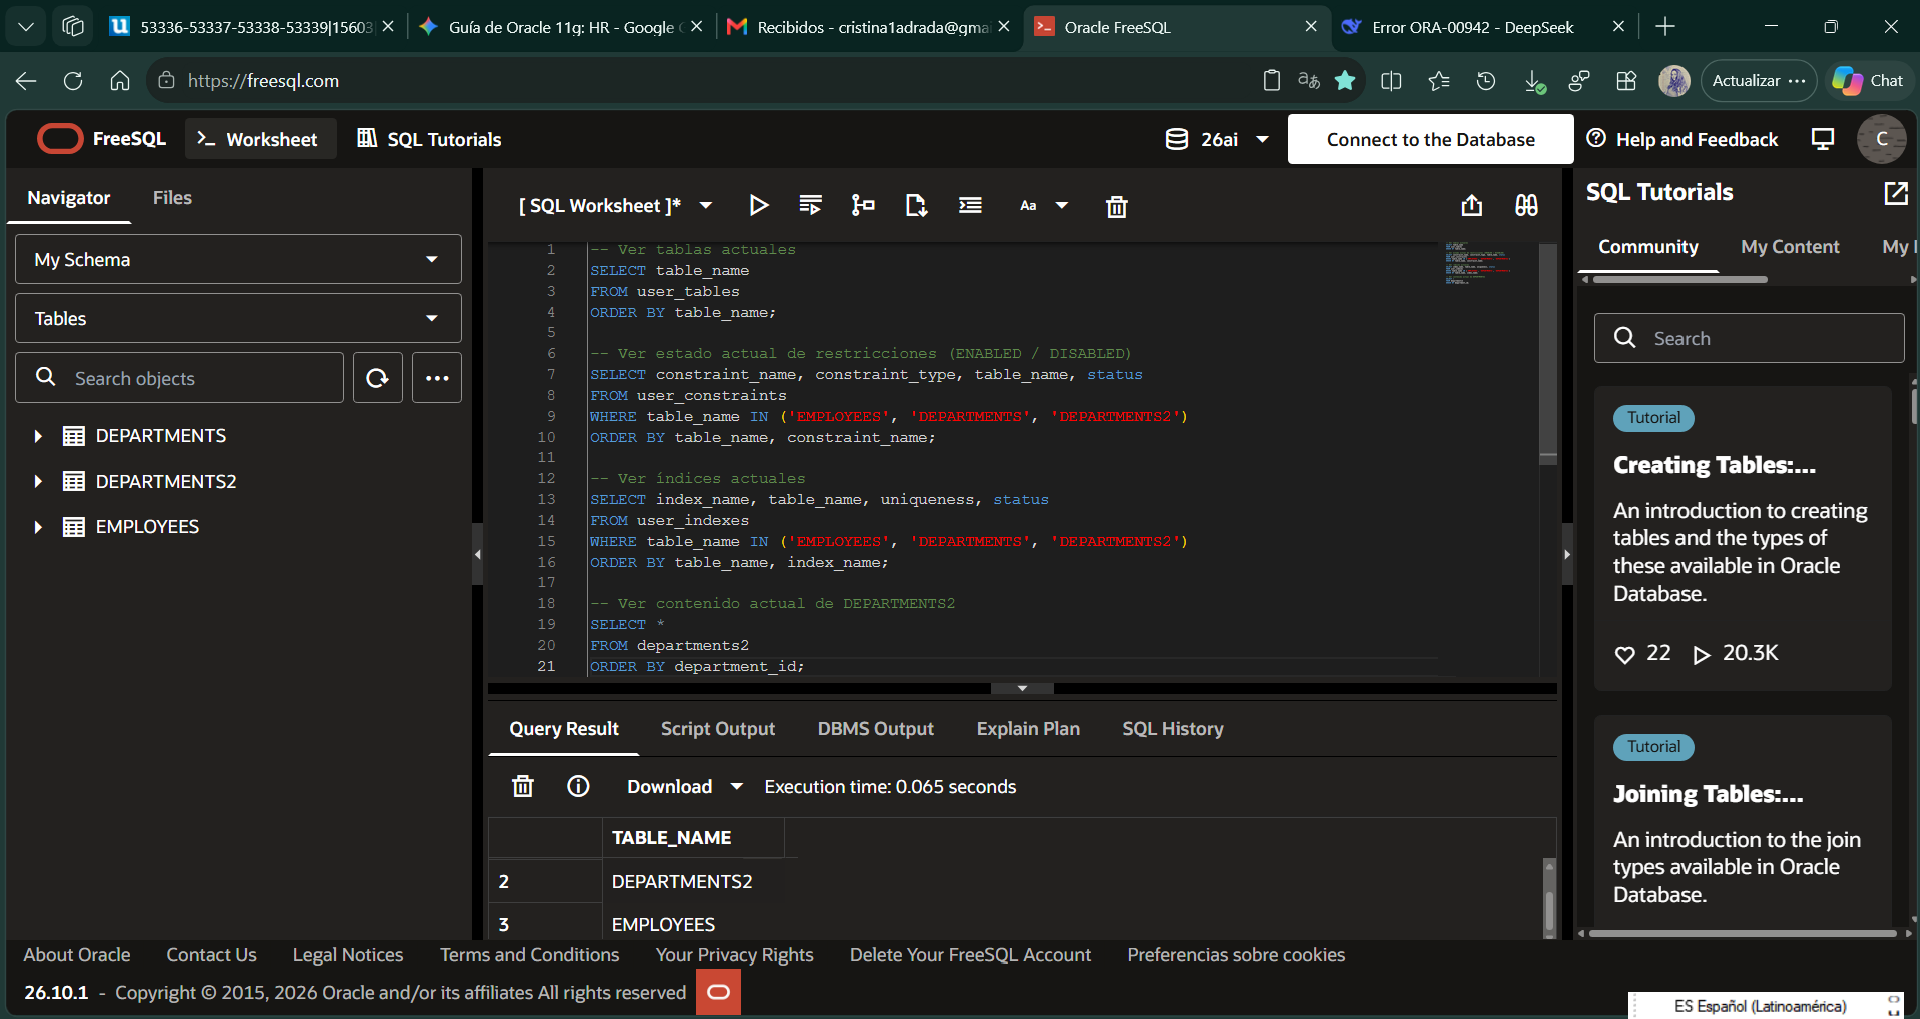 53336-53337-53338-53339|15603
Guía de Oracle 11g: HR - Google
Recibidos - cristina1adrada@gma
Oracle FreeSQL
Error ORA-00942 - DeepSeek
https://freesql.com
Actualizar
Chat
FreeSQL
Worksheet
SQL Tutorials
26ai
Connect to the Database
Help and Feedback
C
Navigator
Files
My Schema
Tables
Search objects
DEPARTMENTS
DEPARTMENTS2
EMPLOYEES
[ SQL Worksheet ]*
Aa
1 -- Ver tablas actuales
2 SELECT table_name
3 FROM user_tables
4 ORDER BY table_name;
5
6 -- Ver estado actual de restricciones (ENABLED / DISABLED)
7 SELECT constraint_name, constraint_type, table_name, status
8 FROM user_constraints
9 WHERE table_name IN ('EMPLOYEES', 'DEPARTMENTS', 'DEPARTMENTS2')
10 ORDER BY table_name, constraint_name;
11
12 -- Ver índices actuales
13 SELECT index_name, table_name, uniqueness, status
14 FROM user_indexes
15 WHERE table_name IN ('EMPLOYEES', 'DEPARTMENTS', 'DEPARTMENTS2')
16 ORDER BY table_name, index_name;
17
18 -- Ver contenido actual de DEPARTMENTS2
19 SELECT *
20 FROM departments2
21 ORDER BY department_id;
Query Result
Script Output
DBMS Output
Explain Plan
SQL History
Download
Execution time: 0.065 seconds
TABLE_NAME
2 DEPARTMENTS2
3 EMPLOYEES
SQL Tutorials
Community
My Content
My
Search
Tutorial
Creating Tables:...
An introduction to creating
tables and the types of
these available in Oracle
Database.
22
20.3K
Tutorial
Joining Tables:...
An introduction to the join
types available in Oracle
Database.
About Oracle
Contact Us
Legal Notices
Terms and Conditions
Your Privacy Rights
Delete Your FreeSQL Account
Preferencias sobre cookies
26.10.1 - Copyright © 2015, 2026 Oracle and/or its affiliates All rights reserved
ES Español (Latinoamérica)